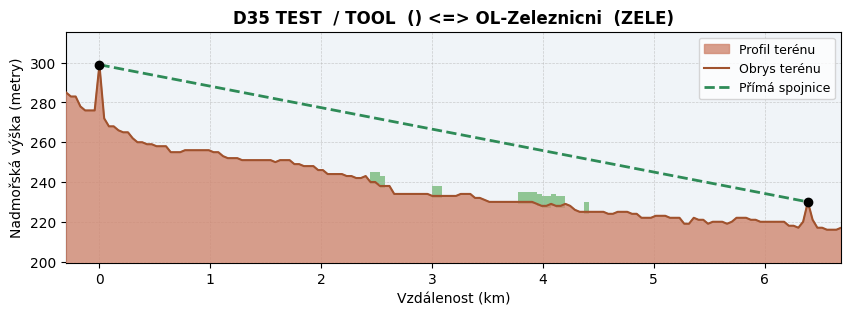 D35 TEST / TOOL () <=> OL-Zeleznicni (ZELE)
Nadmořská výška (metry)
300
280
260
240
220
200
Profil terénu
Obrys terénu
Přímá spojnice
0 1 2 3 4 5 6
Vzdálenost (km)